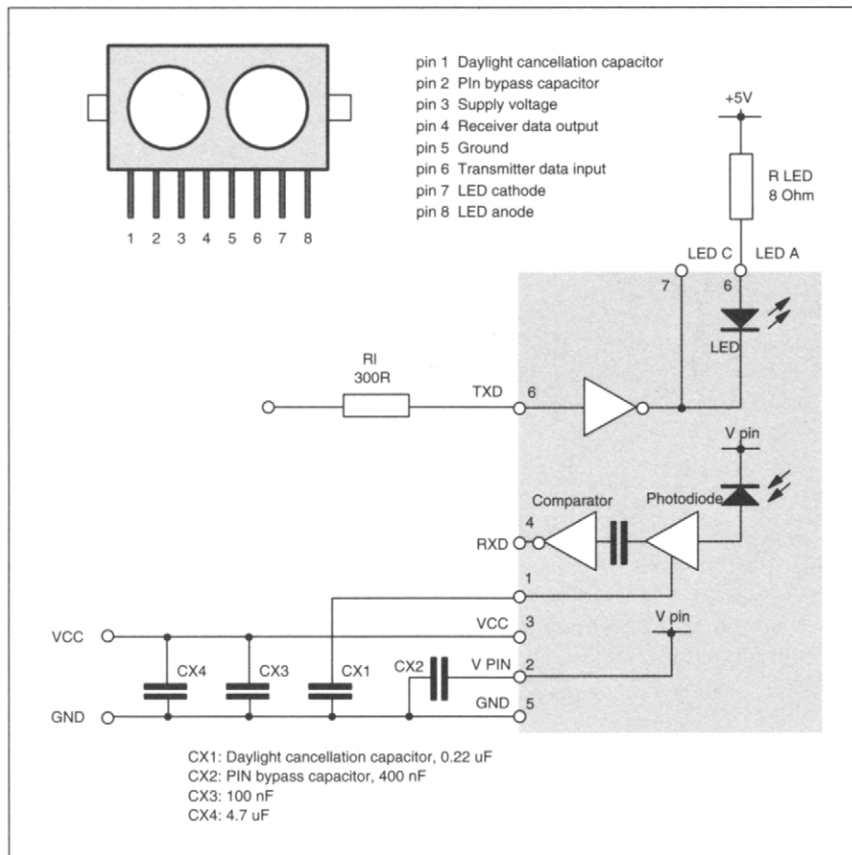 pin 1 Daylight cancellation capacitor
pin 2 PIn bypass capacitor
pin 3 Supply voltage
pin 4 Receiver data output
pin 5 Ground
pin 6 Transmitter data input
pin 7 LED cathode
pin 8 LED anode
1 2 3 4 5 6 7 8
+5V
R LED
8 Ohm
LED C LED A
7 6
LED
RI
300R
TXD 6
V pin
Comparator Photodiode
4
RXD
1
VCC 3
VCC
V pin
CX4 CX3 CX1 CX2 V PIN 2
GND GND 5
CX1: Daylight cancellation capacitor, 0.22 uF
CX2: PIN bypass capacitor, 400 nF
CX3: 100 nF
CX4: 4.7 uF